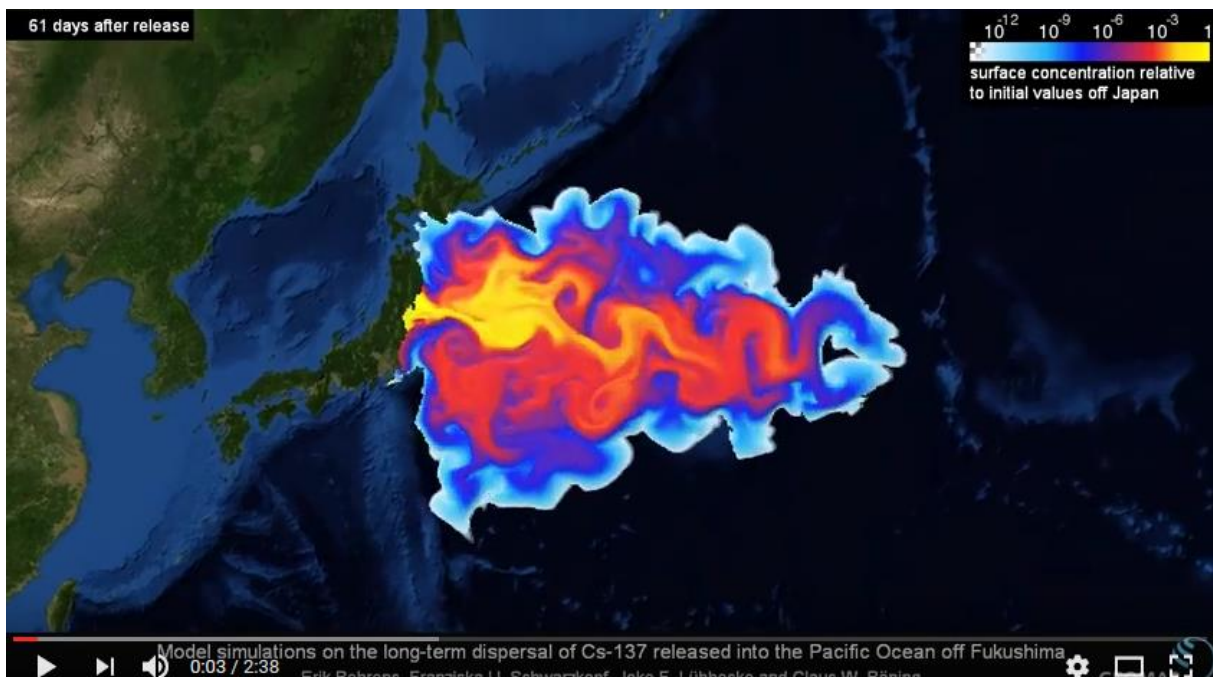 61 days after release
10-12 10-9 10-6 10-3 1
surface concentration relative
to initial values off Japan
Model simulations on the long-term dispersal of Cs-137 released into the Pacific Ocean off Fukushima
0:03 / 2:38